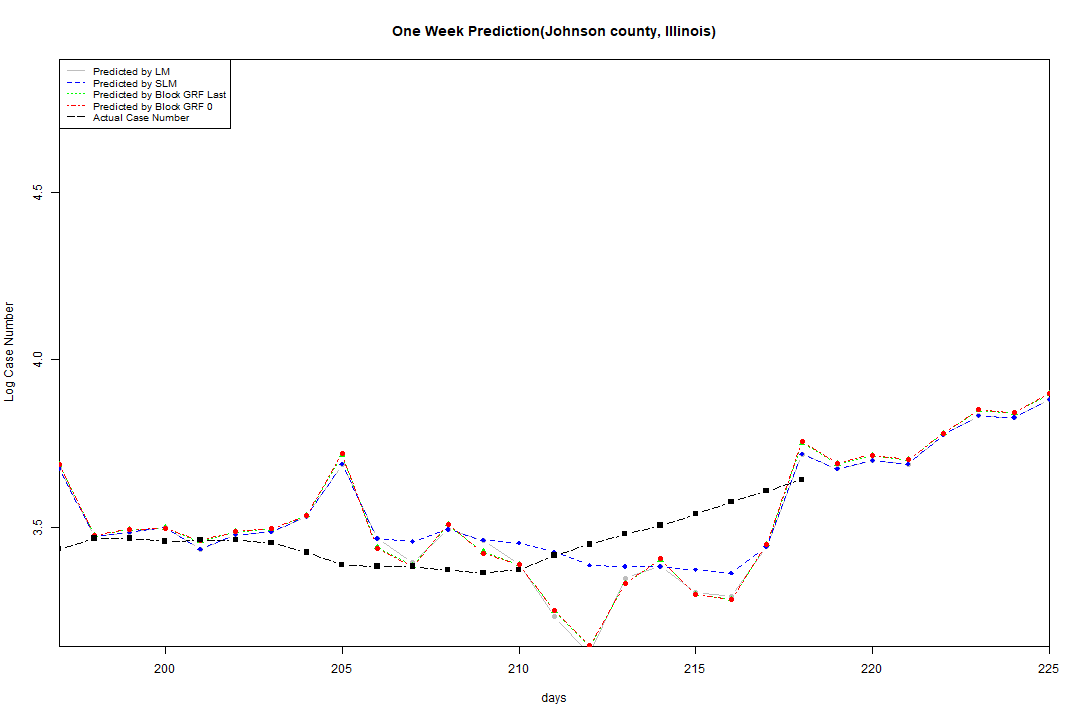 One Week Prediction(Johnson county, Illinois)
Predicted by LM
Predicted by SLM
Predicted by Block GRF Last
Predicted by Block GRF 0
Actual Case Number
4.5
4.0
3.5
Log Case Number
200 205 210 215 220 225
days